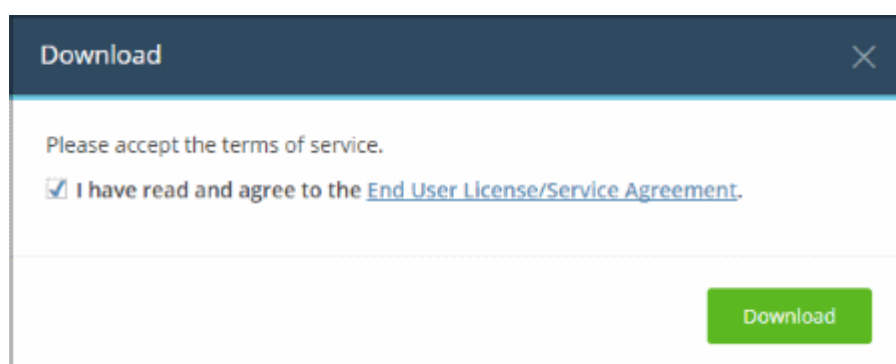 Download
Please accept the terms of service.
I have read and agree to the End User License/Service Agreement.
Download